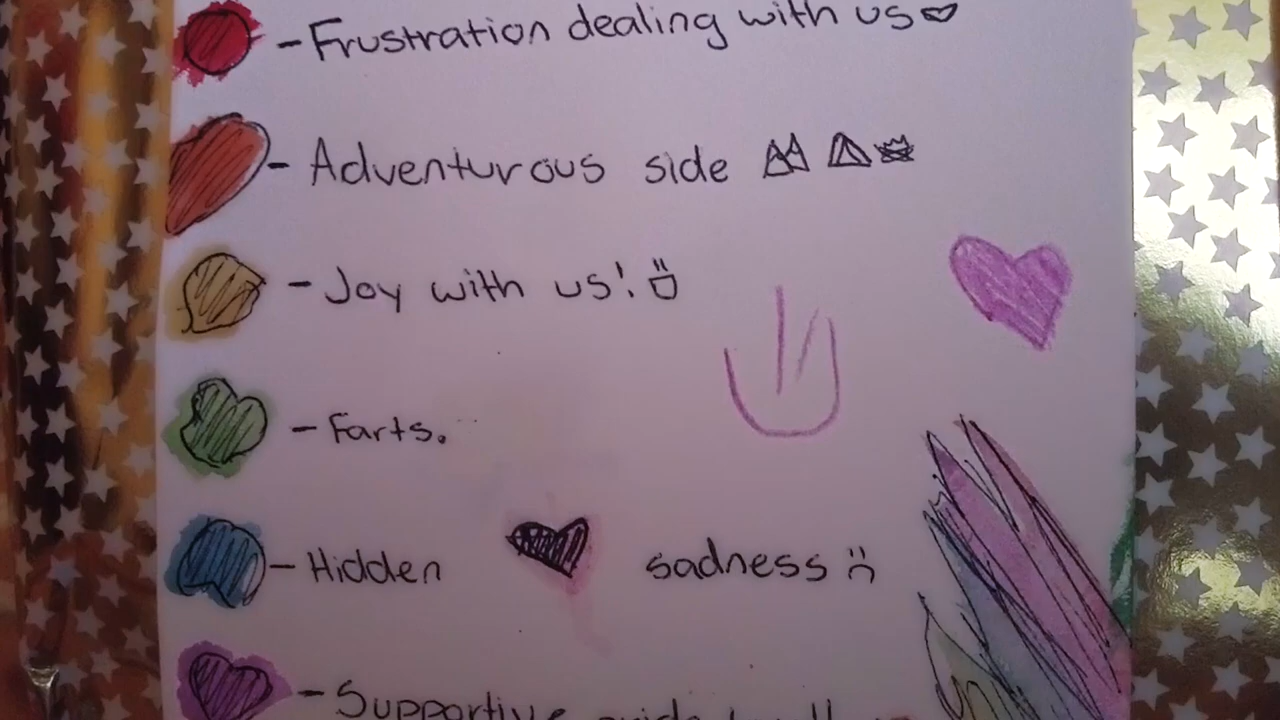 - Frustration dealing with us
- Adventurous side
- Joy with us!
- Farts.
- Hidden sadness
- Supportive